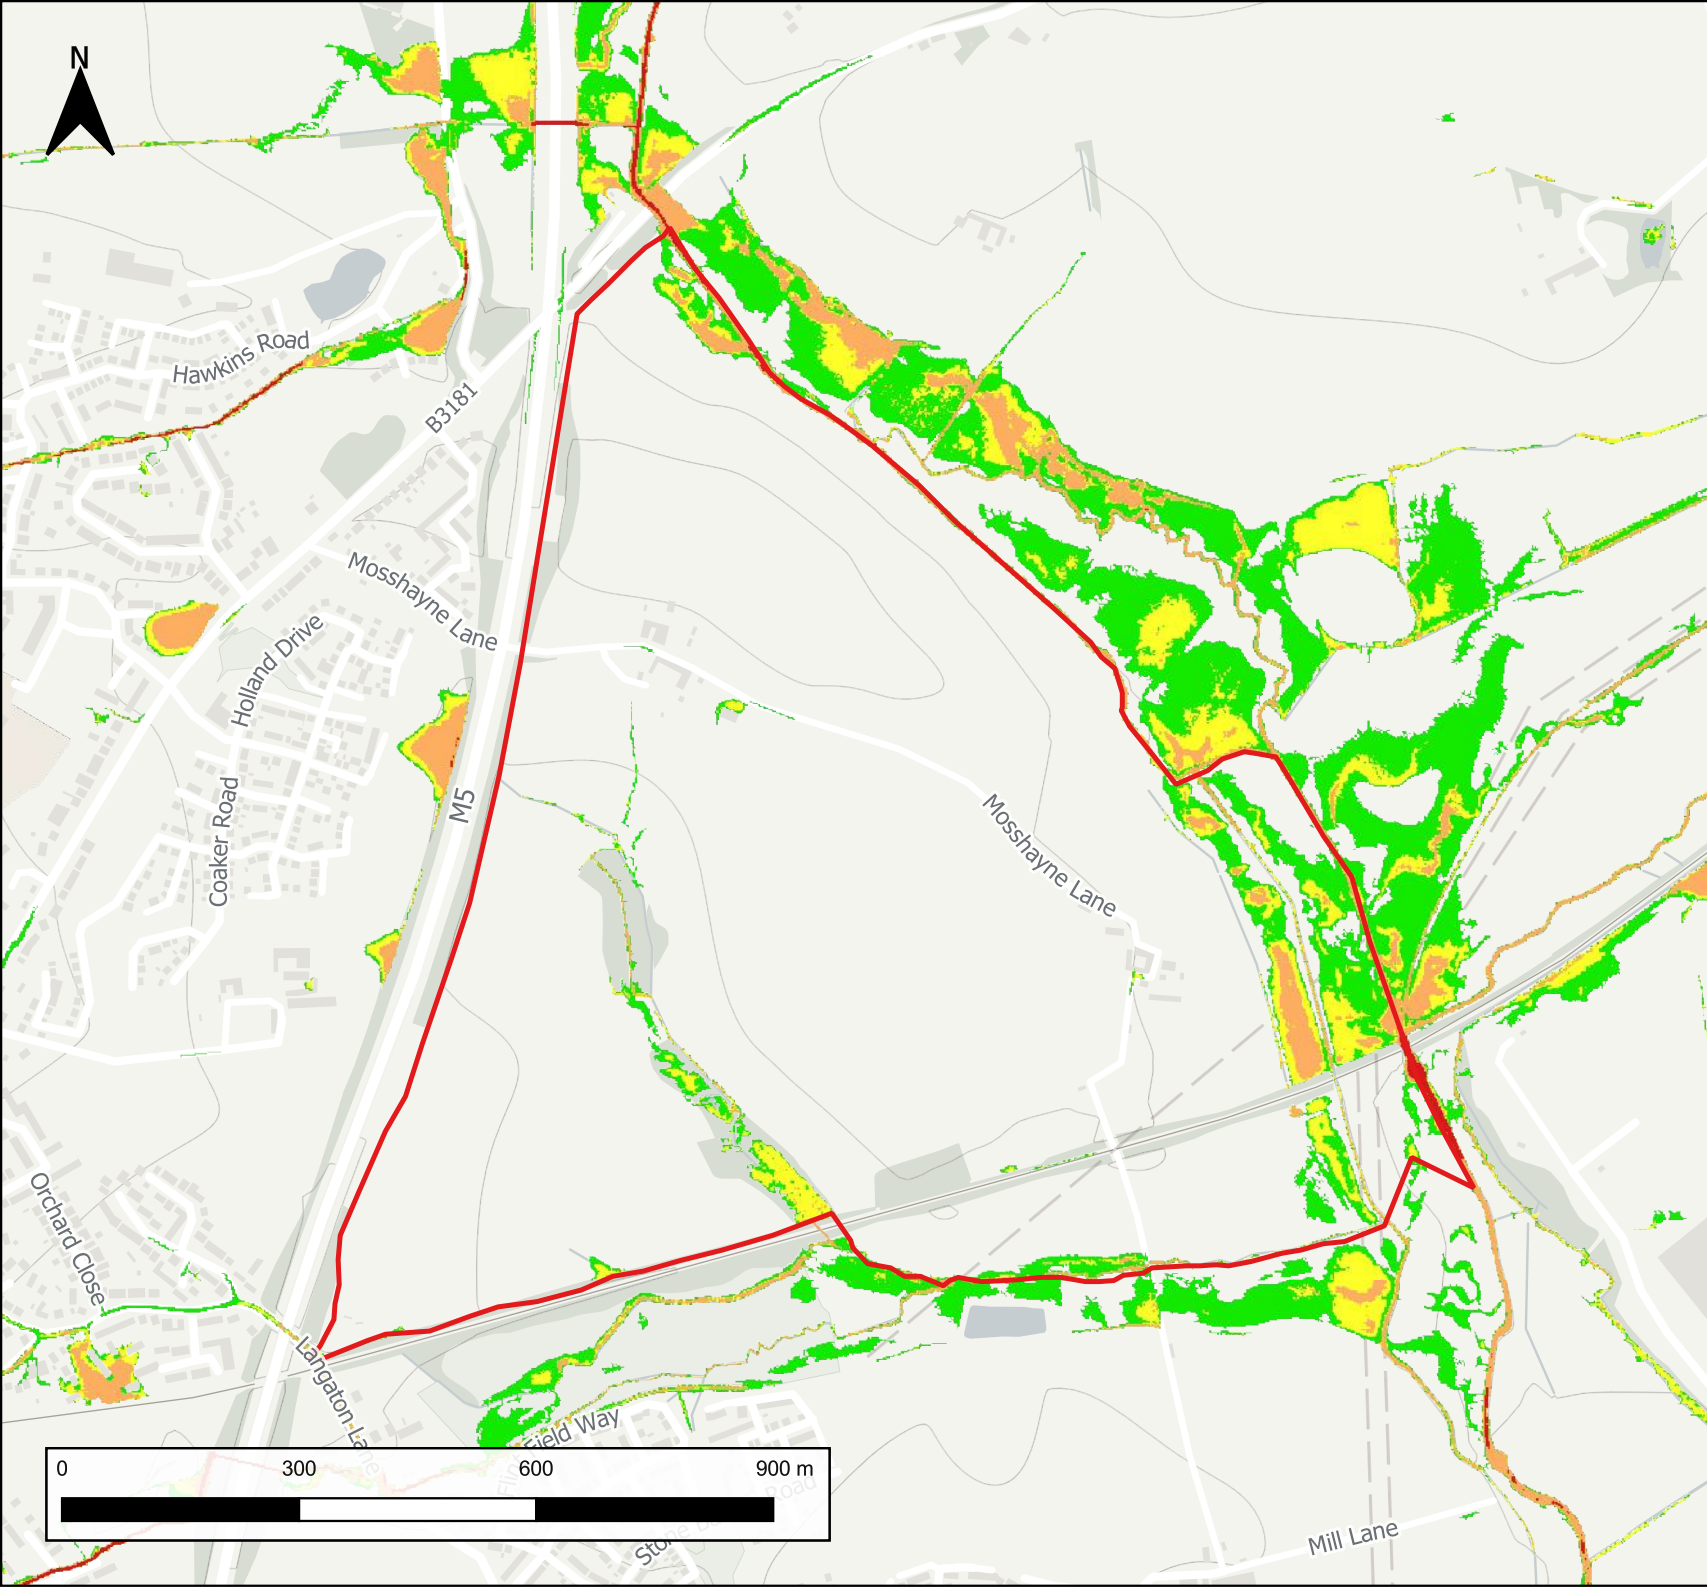 N
Hawkins Road
B3181
Mosshayne Lane
Holland Drive
M5
Coaker Road
Mosshayne Lane
Orchard Close
Langaton Lane
Field Way
0 300 600 900 m
Road
Mill Lane